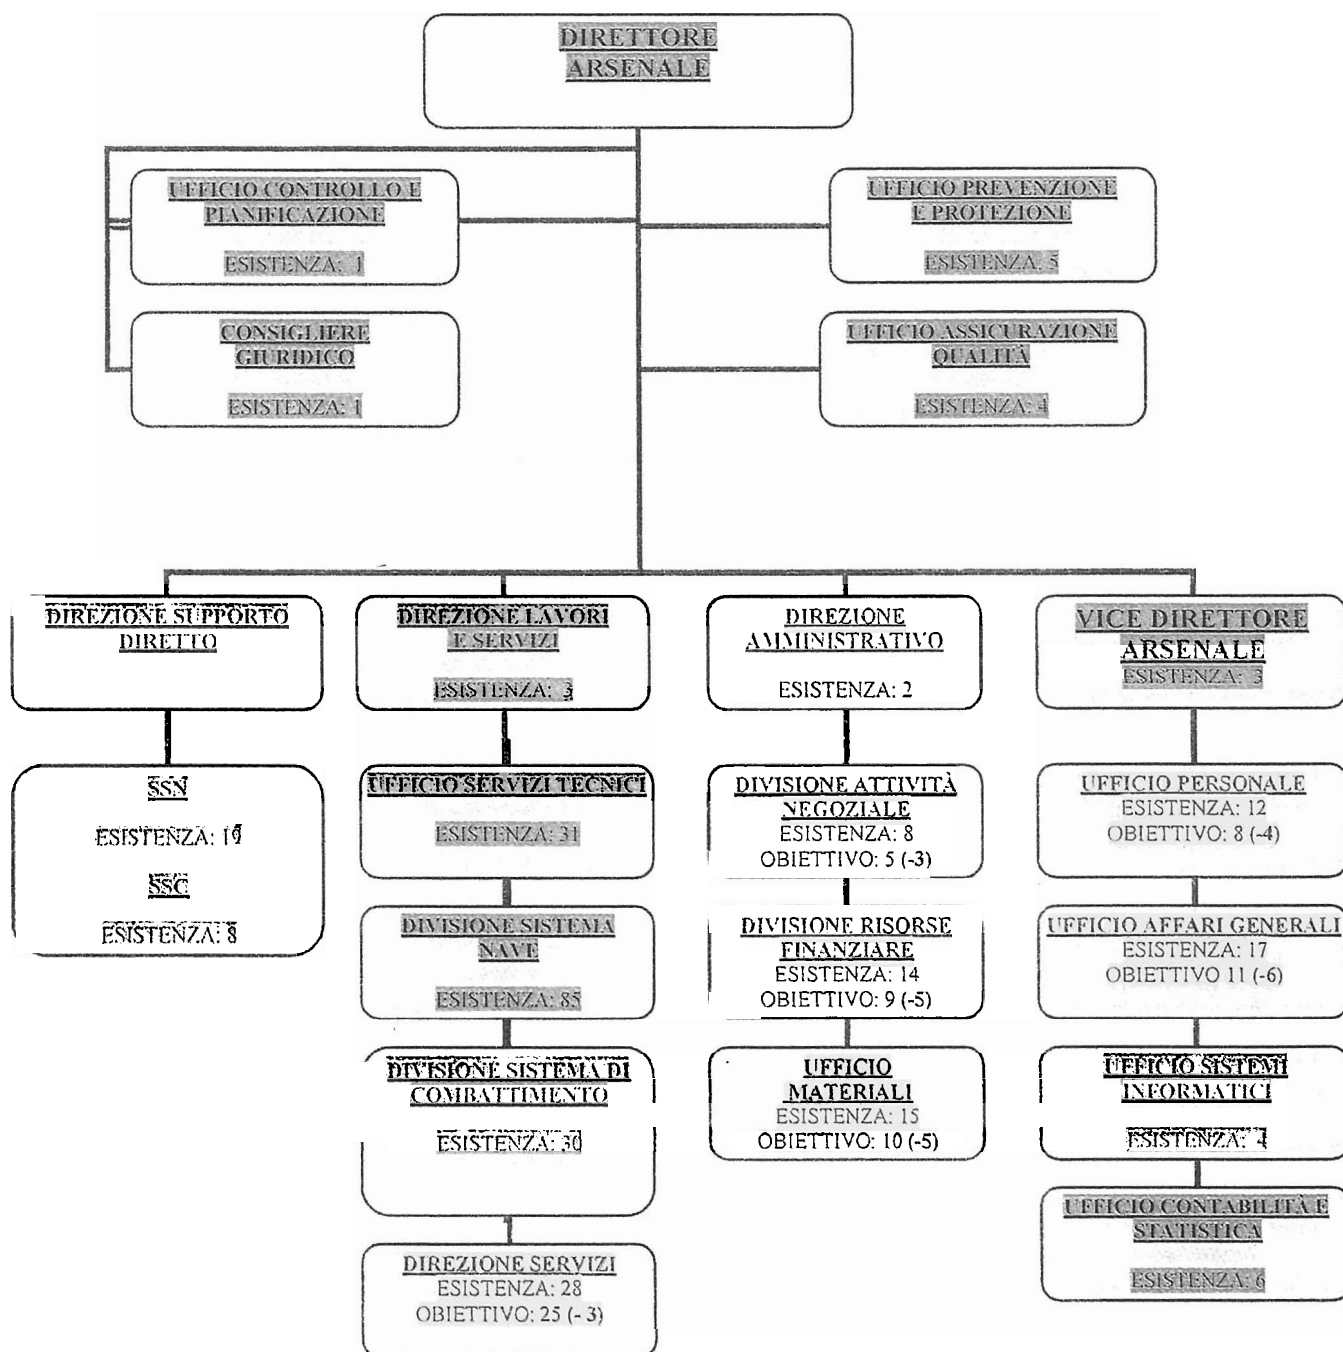 DIRETTORE
ARSENALE
UFFICIO CONTROLLO E
PIANIFICAZIONE
ESISTENZA: 1
UFFICIO PREVENZIONE
E PROTEZIONE
ESISTENZA: 5
CONSIGLIERE
GIURIDICO
ESISTENZA: 1
UFFICIO ASSICURAZIONE
QUALITÀ
ESISTENZA: 4
DIREZIONE SUPPORTO
DIRETTO
SSN
ESISTENZA:
SSC
ESISTENZA: 8
DIREZIONE LAVORI
E SERVIZI
ESISTENZA: 3
UFFICIO SERVIZI TECNICI
ESISTENZA: 31
DIVISIONE SISTEMA
NAVE
ESISTENZA: 85
DIVISIONE SISTEMA DI
COMBATTIMENTO
ESISTENZA: 30
DIREZIONE SERVIZI
ESISTENZA: 28
OBIETTIVO: 25 (- 3)
DIREZIONE
AMMINISTRATIVO
ESISTENZA: 2
DIVISIONE ATTIVITÀ
NEGOZIALE
ESISTENZA: 8
OBIETTIVO: 5 (-3)
DIVISIONE RISORSE
FINANZIARE
ESISTENZA: 14
OBIETTIVO: 9 (-5)
UFFICIO
MATERIALI
ESISTENZA: 15
OBIETTIVO: 10 (-5)
VICE DIRETTORE
ARSENALE
ESISTENZA: 3
UFFICIO PERSONALE
ESISTENZA: 12
OBIETTIVO: 8 (-4)
UFFICIO AFFARI GENERALI
ESISTENZA: 17
OBIETTIVO 11 (-6)
UFFICIO SISTEMI
INFORMATICI
ESISTENZA: 4
UFFICIO CONTABILITÀ E
STATISTICA
ESISTENZA: 6